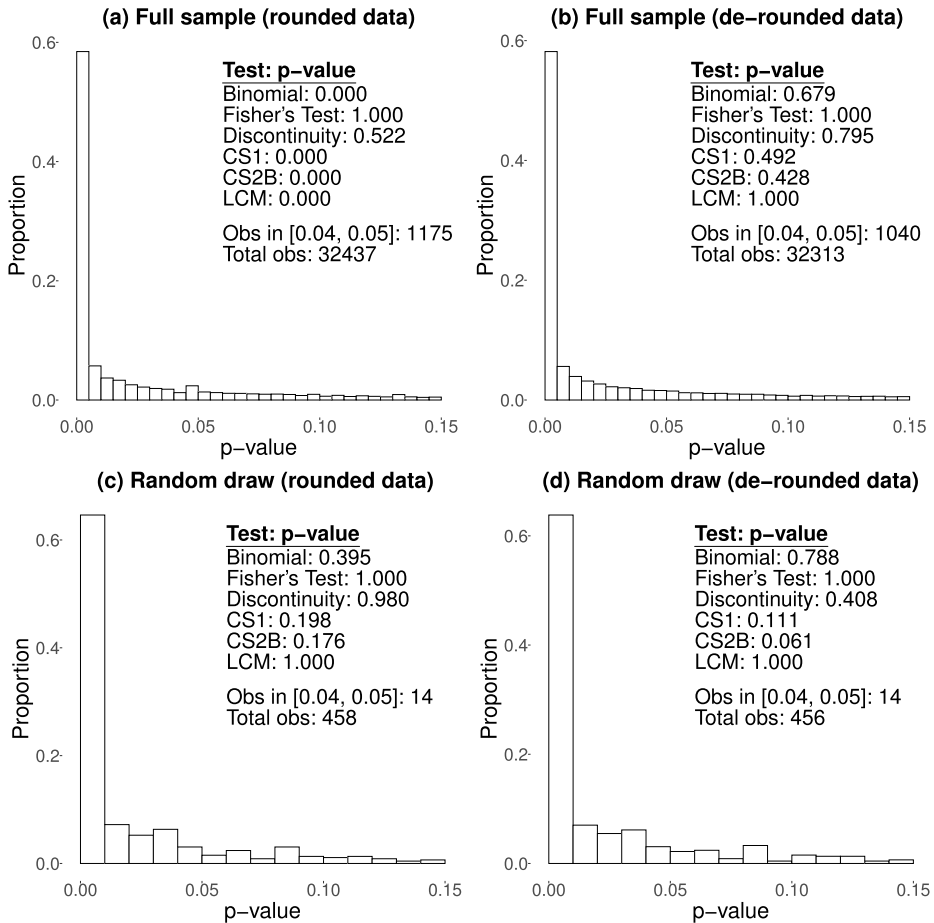 (a) Full sample (rounded data)
0.6
0.4
0.2
0.0
Proportion
Test: p−value
Binomial: 0.000
Fisher's Test: 1.000
Discontinuity: 0.522
CS1: 0.000
CS2B: 0.000
LCM: 0.000
Obs in [0.04, 0.05]: 1175
Total obs: 32437
0.00 0.05 0.10 0.15
p−value
(b) Full sample (de−rounded data)
0.6
0.4
0.2
0.0
Proportion
Test: p−value
Binomial: 0.679
Fisher's Test: 1.000
Discontinuity: 0.795
CS1: 0.492
CS2B: 0.428
LCM: 1.000
Obs in [0.04, 0.05]: 1040
Total obs: 32313
0.00 0.05 0.10 0.15
p−value
(c) Random draw (rounded data)
0.6
0.4
0.2
0.0
Proportion
Test: p−value
Binomial: 0.395
Fisher's Test: 1.000
Discontinuity: 0.980
CS1: 0.198
CS2B: 0.176
LCM: 1.000
Obs in [0.04, 0.05]: 14
Total obs: 458
0.00 0.05 0.10 0.15
p−value
(d) Random draw (de−rounded data)
0.6
0.4
0.2
0.0
Proportion
Test: p−value
Binomial: 0.788
Fisher's Test: 1.000
Discontinuity: 0.408
CS1: 0.111
CS2B: 0.061
LCM: 1.000
Obs in [0.04, 0.05]: 14
Total obs: 456
0.00 0.05 0.10 0.15
p−value